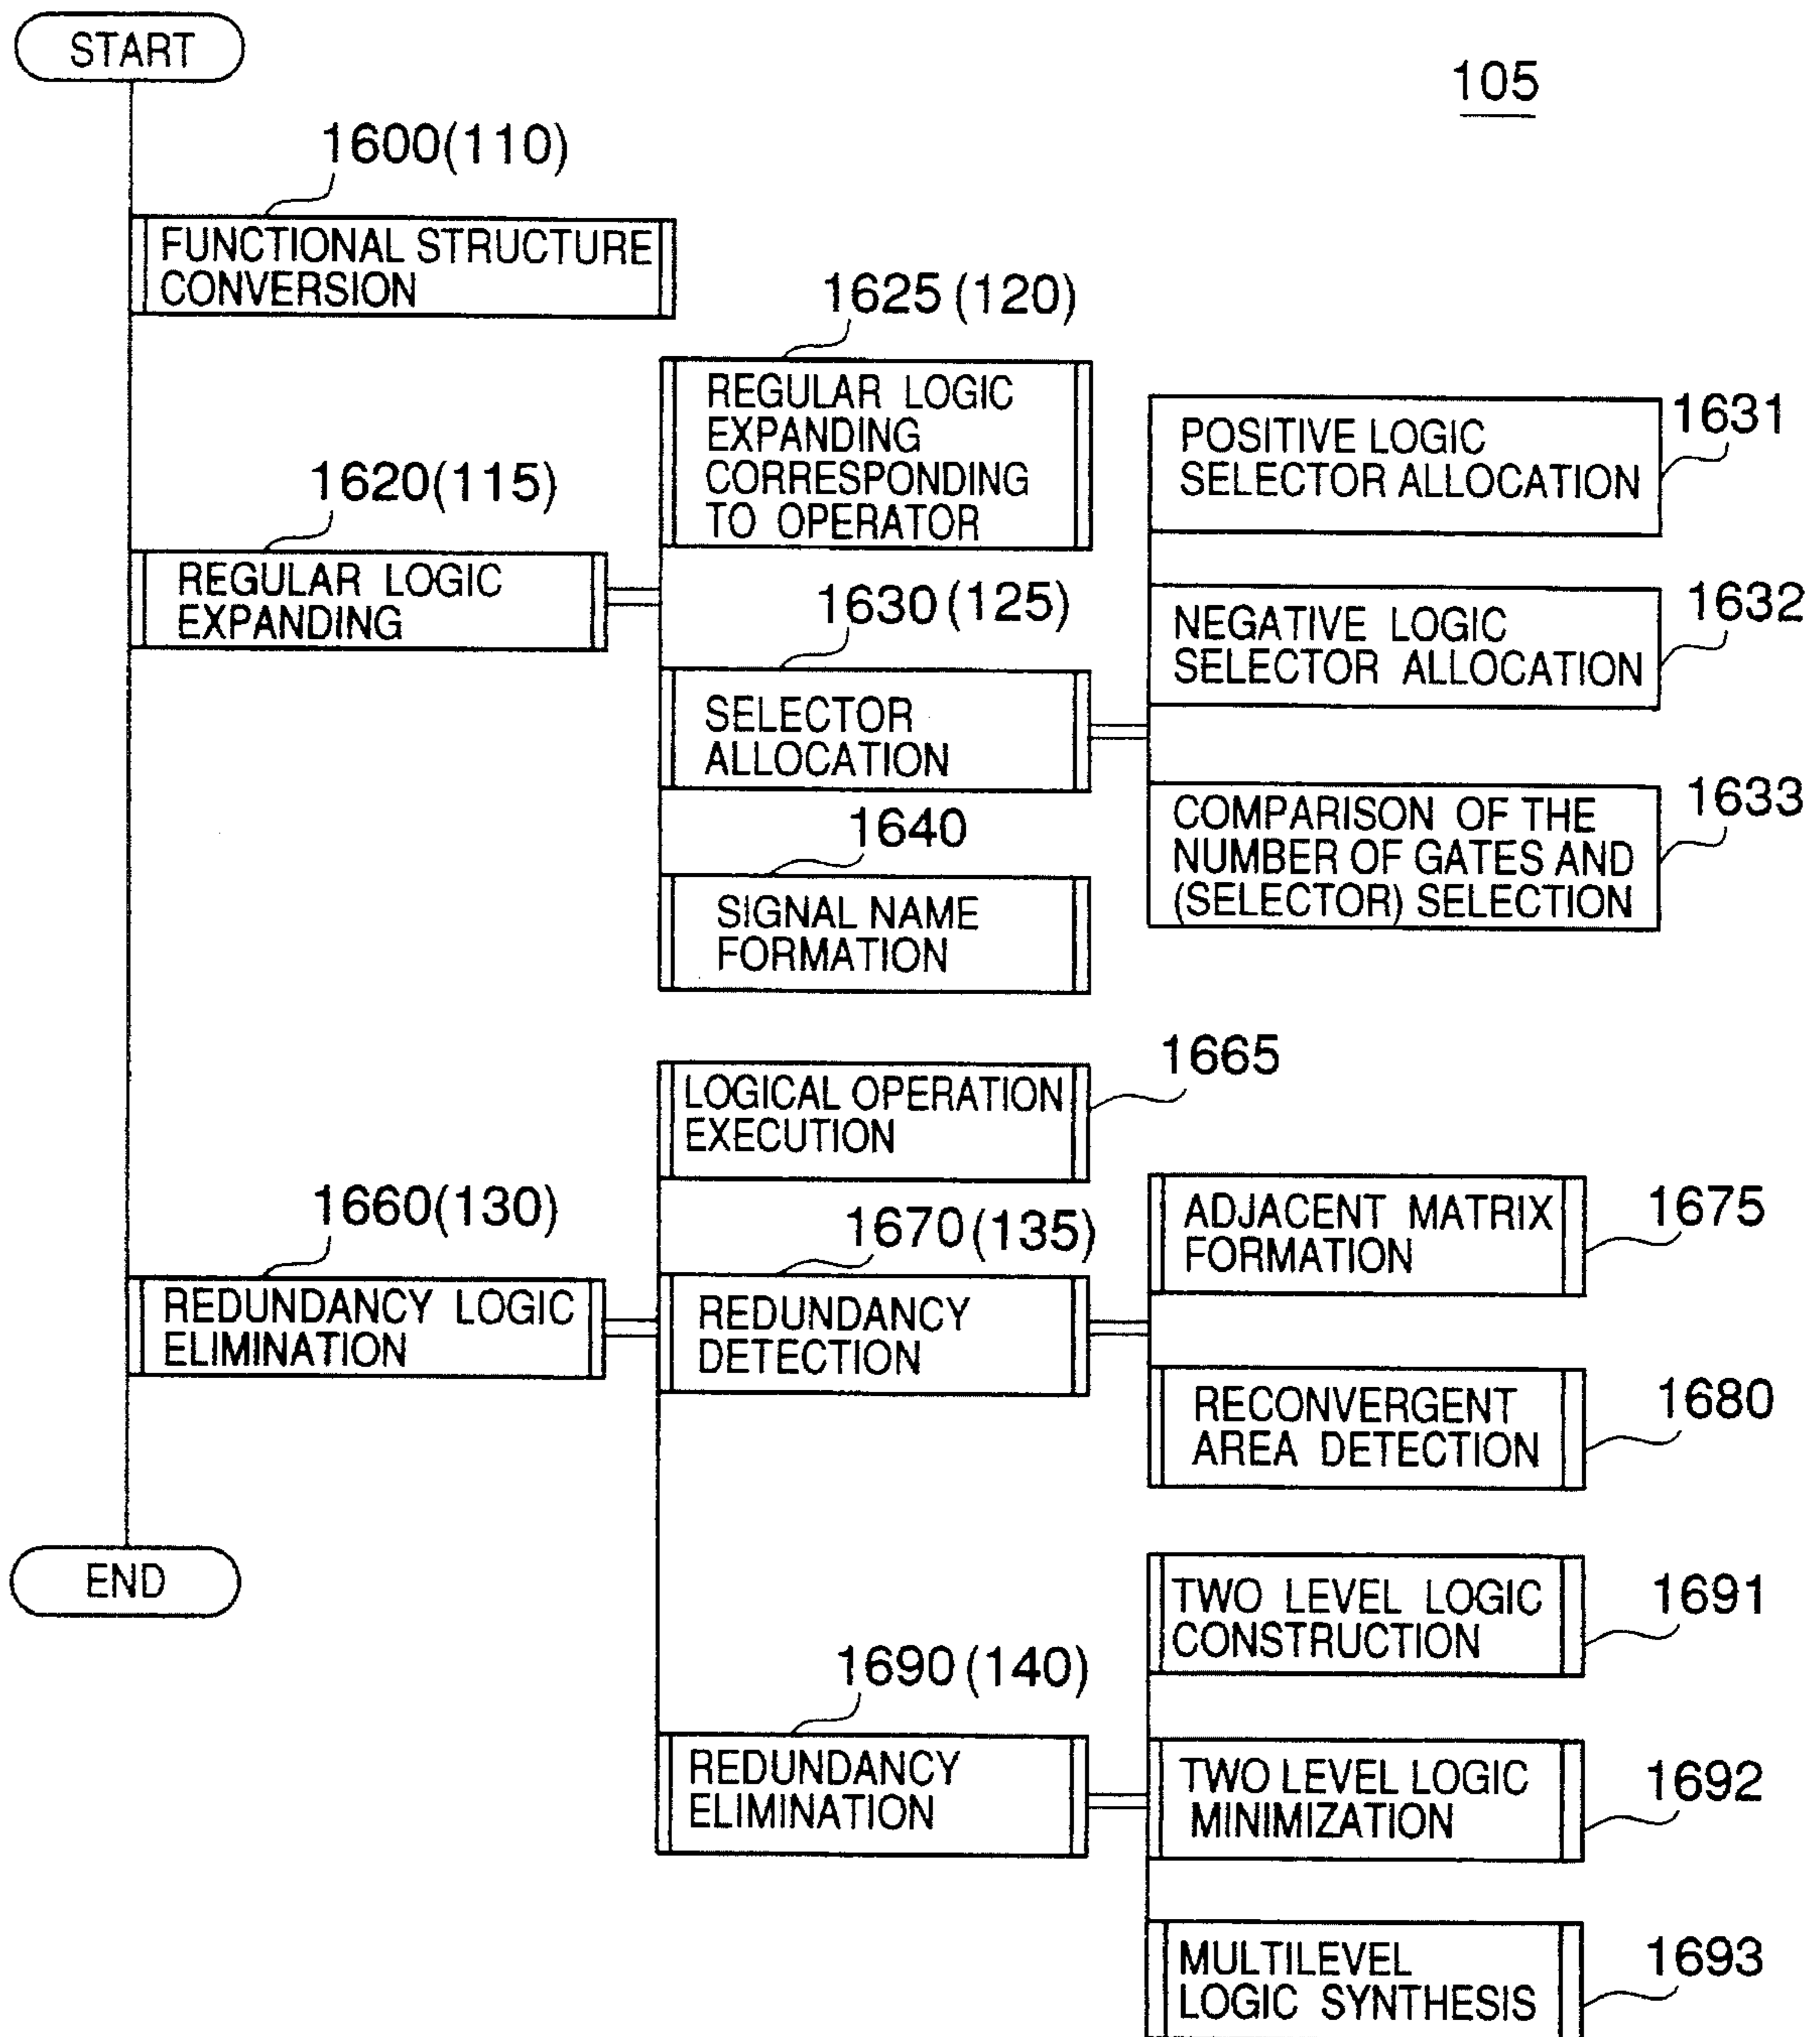 START
105
1600(110)
FUNCTIONAL STRUCTURE
CONVERSION
1625 (120)
REGULAR LOGIC
EXPANDING
CORRESPONDING
TO OPERATOR
POSITIVE LOGIC
SELECTOR ALLOCATION
1631
1620(115)
REGULAR LOGIC
EXPANDING
1630 (125)
SELECTOR
ALLOCATION
NEGATIVE LOGIC
SELECTOR ALLOCATION
1632
COMPARISON OF THE
NUMBER OF GATES AND
(SELECTOR) SELECTION
1633
1640
SIGNAL NAME
FORMATION
LOGICAL OPERATION
EXECUTION
1665
1660(130)
REDUNDANCY LOGIC
ELIMINATION
1670 (135)
REDUNDANCY
DETECTION
ADJACENT MATRIX
FORMATION
1675
RECONVERGENT
AREA DETECTION
1680
END
1690 (140)
REDUNDANCY
ELIMINATION
TWO LEVEL LOGIC
CONSTRUCTION
1691
TWO LEVEL LOGIC
MINIMIZATION
1692
MULTILEVEL
LOGIC SYNTHESIS
1693